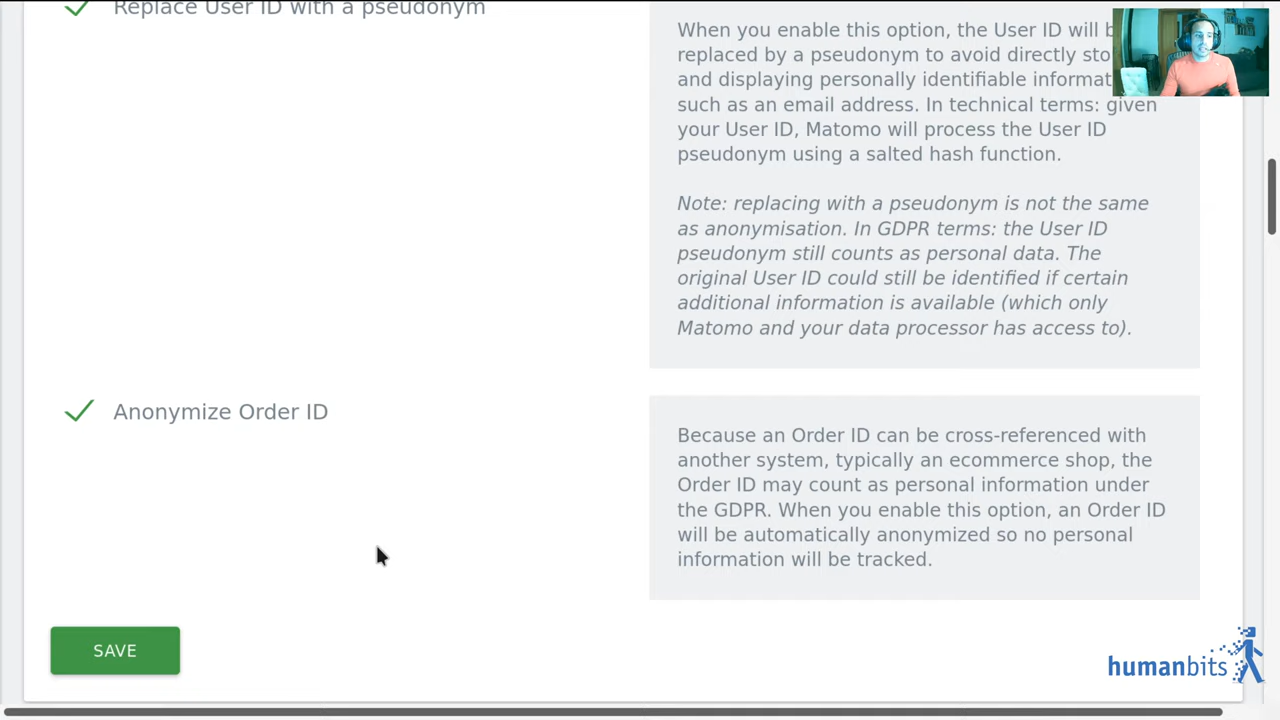 Replace User ID with a pseudonym
When you enable this option, the User ID will b
replaced by a pseudonym to avoid directly sto
and displaying personally identifiable informat
such as an email address. In technical terms: given
your User ID, Matomo will process the User ID
pseudonym using a salted hash function.
Note: replacing with a pseudonym is not the same
as anonymisation. In GDPR terms: the User ID
pseudonym still counts as personal data. The
original User ID could still be identified if certain
additional information is available (which only
Matomo and your data processor has access to).
Anonymize Order ID
Because an Order ID can be cross-referenced with
another system, typically an ecommerce shop, the
Order ID may count as personal information under
the GDPR. When you enable this option, an Order ID
will be automatically anonymized so no personal
information will be tracked.
SAVE
humanbits